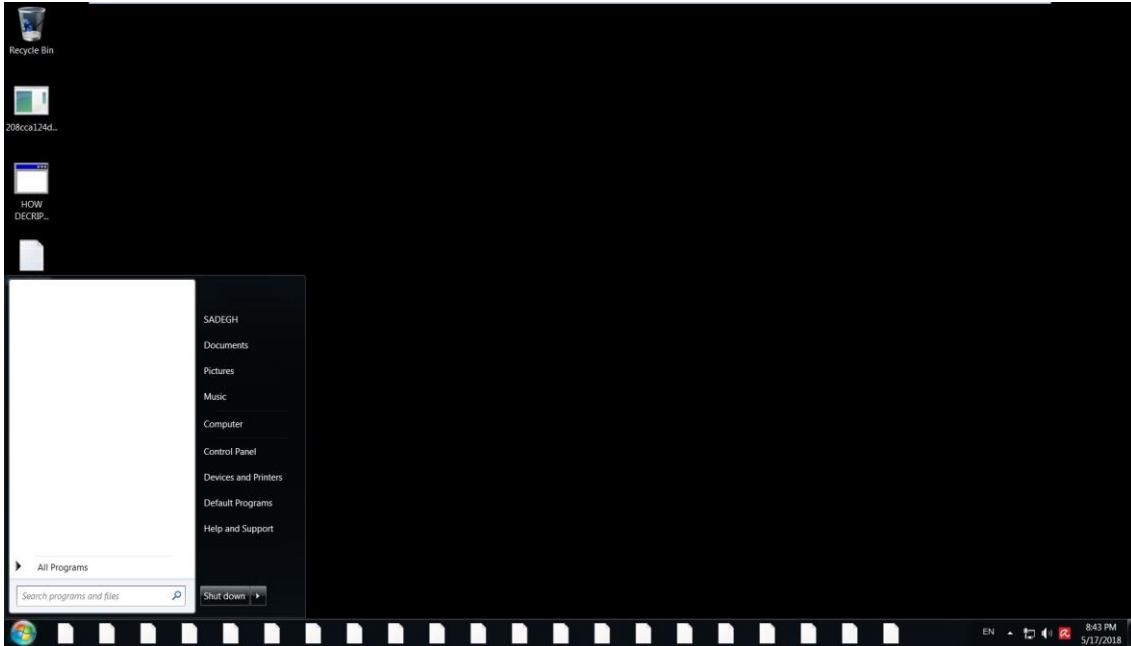 Recycle Bin
208cca124d...
HOW
DECRIP...
SADEGH
Documents
Pictures
Music
Computer
Control Panel
Devices and Printers
Default Programs
Help and Support
All Programs
Search programs and files
Shut down
EN
8:43 PM
5/17/2018